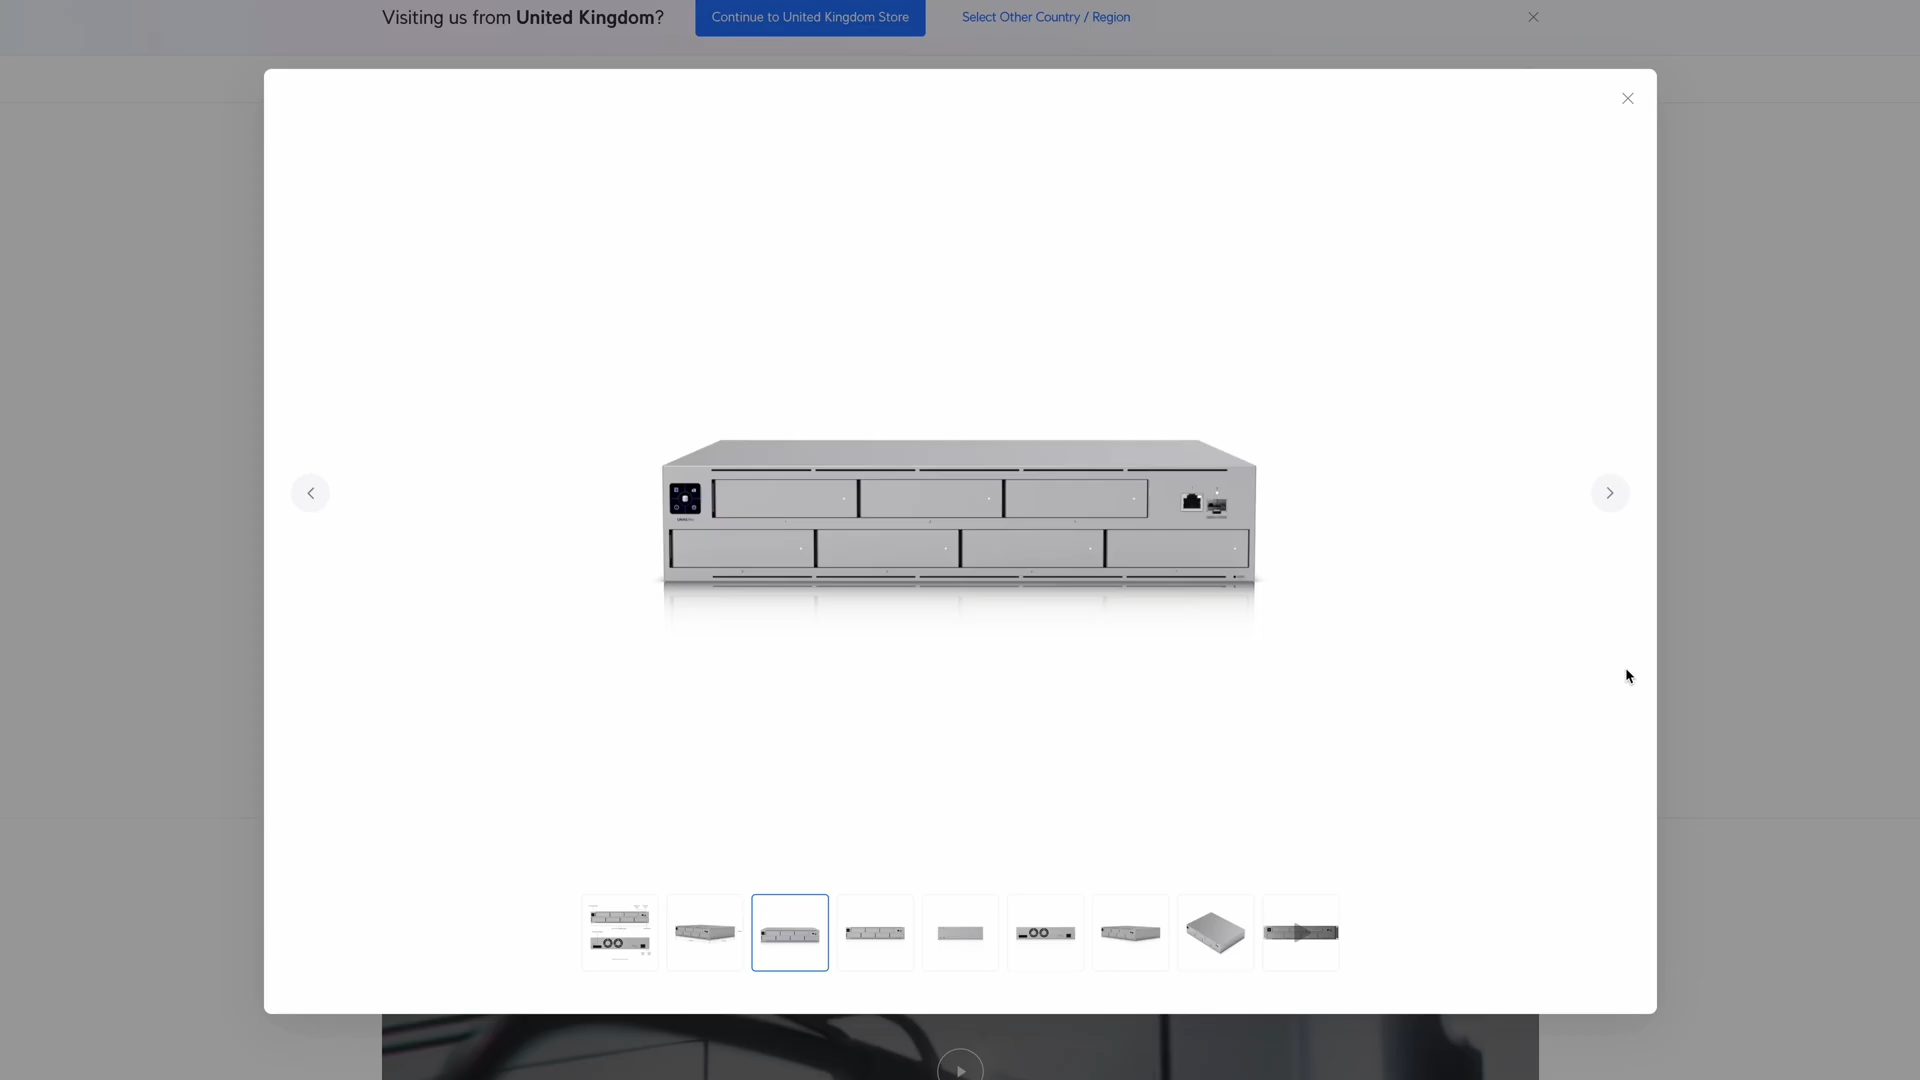 Visiting us from United Kingdom?
Continue to United Kingdom Store
Select Other Country / Region